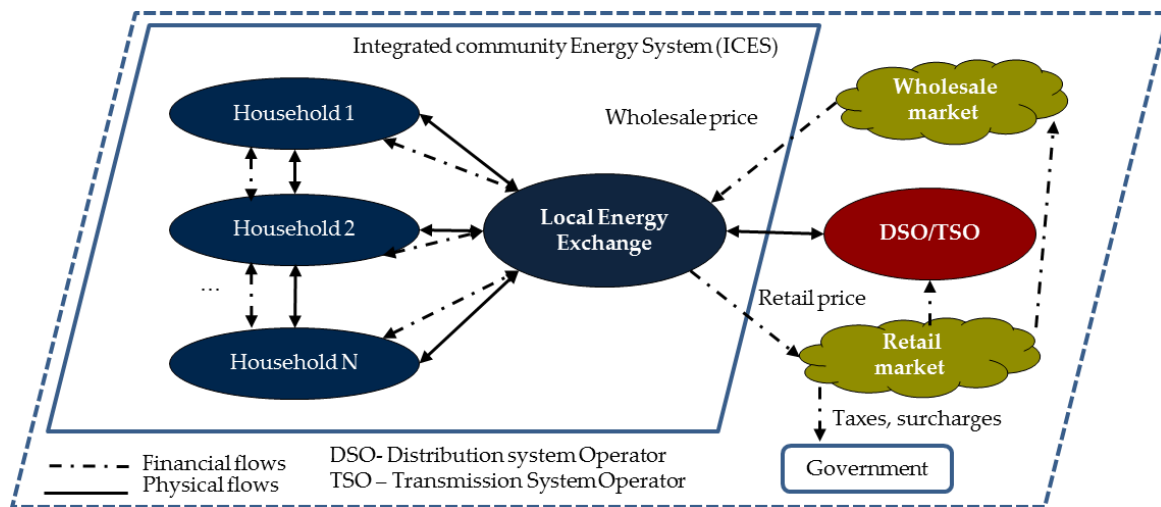 Integrated community Energy System (ICES)
Household 1
Household 2
...
Household N
Local Energy
Exchange
Wholesale price
Wholesale
market
DSO/TSO
Retail price
Retail
market
Taxes, surcharges
Government
Financial flows
Physical flows
DSO- Distribution system Operator
TSO – Transmission System Operator